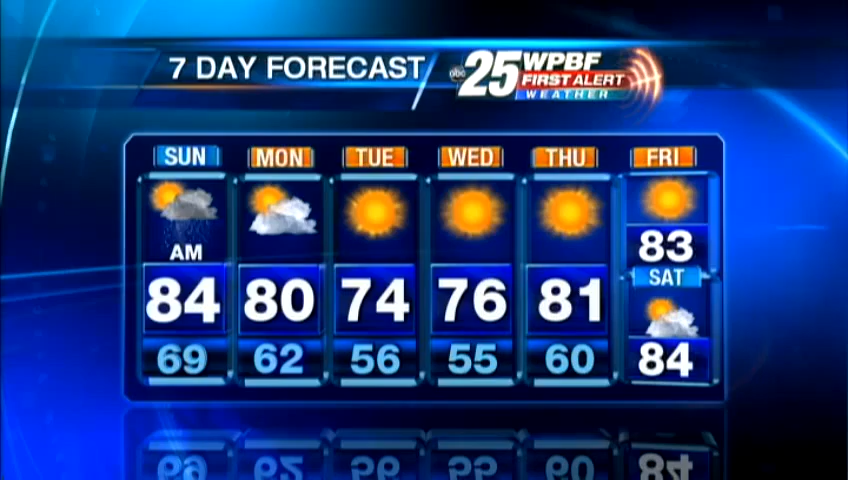 7 DAY FORECAST
abc 25 WPBF
FIRST ALERT
WEATHER
SUN MON TUE WED THU FRI
AM
83
SAT
84 80 74 76 81
69 62 56 55 60 84